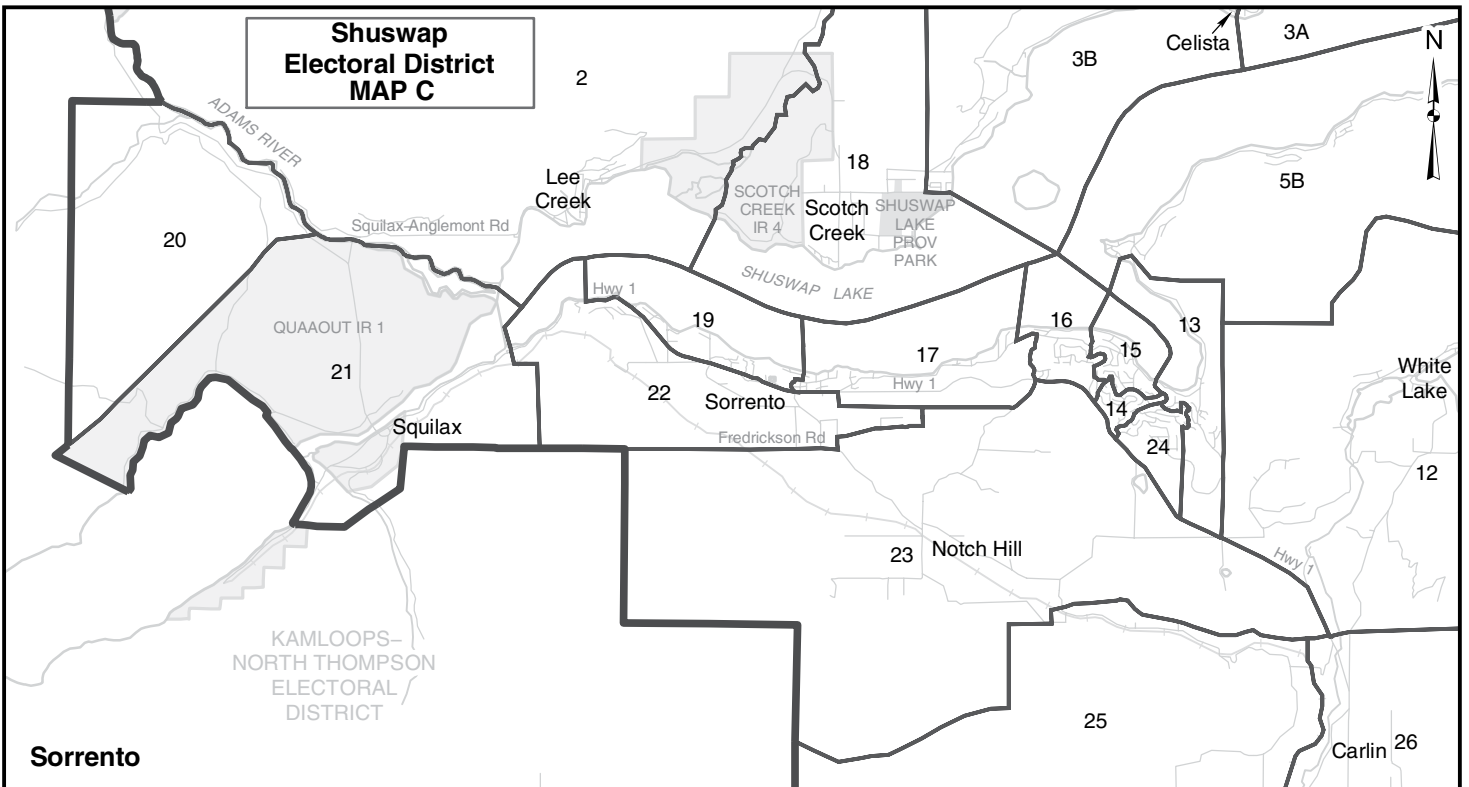 Shuswap
Electoral District
MAP C
2
Celista
3A
3B
N
ADAMS RIVER
18
5B
Lee
Creek
SCOTCH
CREEK
IR 4
Scotch
Creek
SHUSWAP
LAKE
PROV
PARK
Squilax-Anglemont Rd
20
SHUSWAP LAKE
Hwy 1
19
16
13
QUAAOUT IR 1
17
15
21
22
Hwy 1
White
Lake
Sorrento
14
Squilax
Fredrickson Rd
24
12
23
Notch Hill
Hwy 1
KAMLOOPS–
NORTH THOMPSON
ELECTORAL
DISTRICT
25
Carlin
26
Sorrento